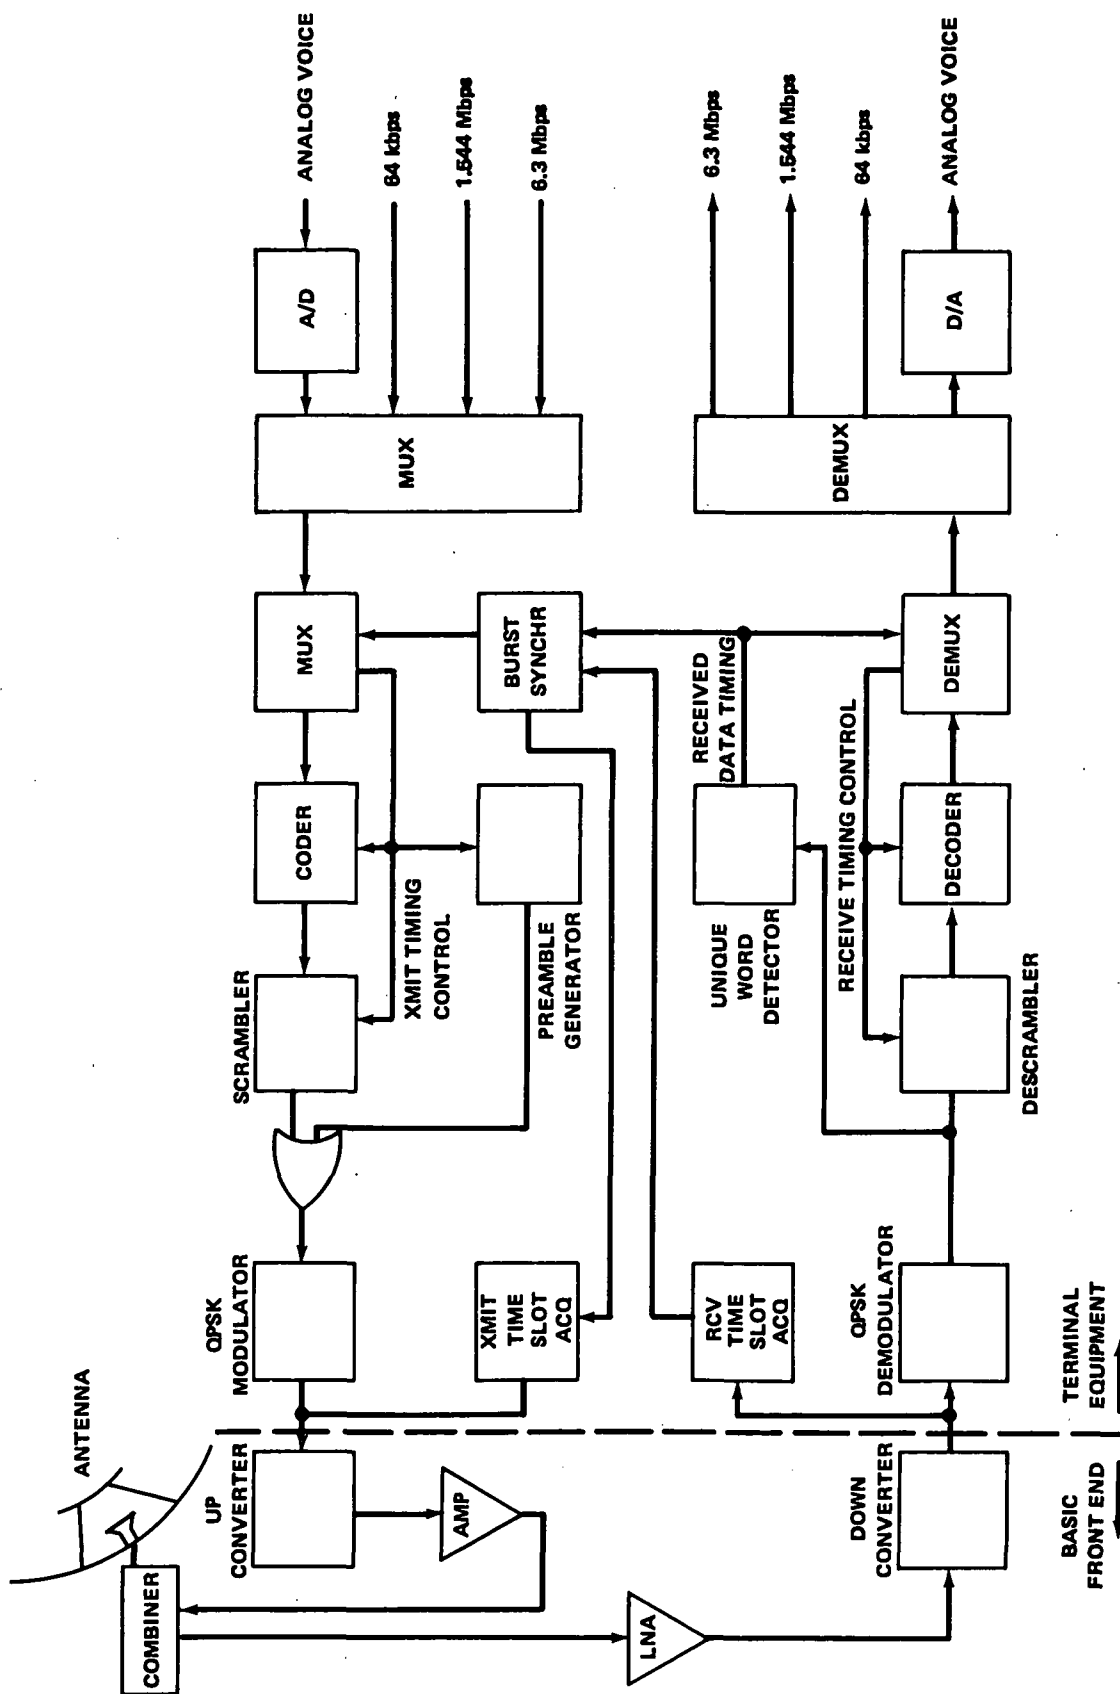 ANTENNA
COMBINER
UP
CONVERTER
AMP
LNA
DOWN
CONVERTER
BASIC
FRONT END
TERMINAL
EQUIPMENT
QPSK
MODULATOR
XMIT
TIME
SLOT
ACQ
RCV
TIME
SLOT
ACQ
QPSK
DEMODULATOR
SCRAMBLER
CODER
XMIT TIMING
CONTROL
PREAMBLE
GENERATOR
UNIQUE
WORD
DETECTOR
RECEIVED
DATA TIMING
RECEIVE TIMING CONTROL
DESCRAMBLER
DECODER
MUX
BURST
SYNCHR
DEMUX
MUX
DEMUX
A/D
D/A
ANALOG VOICE
64 kbps
1.544 Mbps
6.3 Mbps
6.3 Mbps
1.544 Mbps
64 kbps
ANALOG VOICE